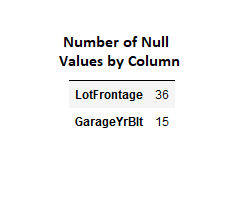 Number of Null
Values by Column
LotFrontage 36
GarageYrBlt 15